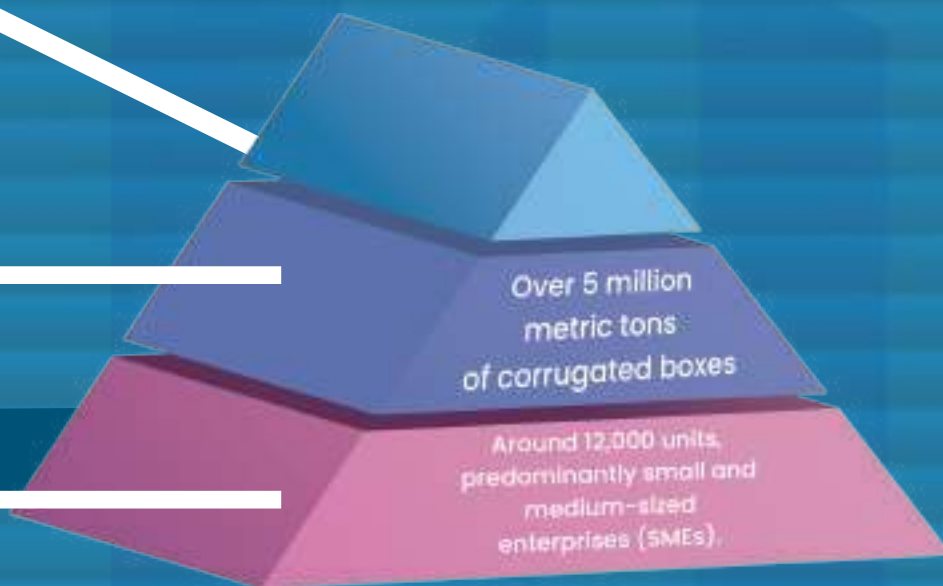 Over 5 million
metric tons
of corrugated boxes
Around 12,000 units,
predominantly small and
medium-sized
enterprises (SMEs).